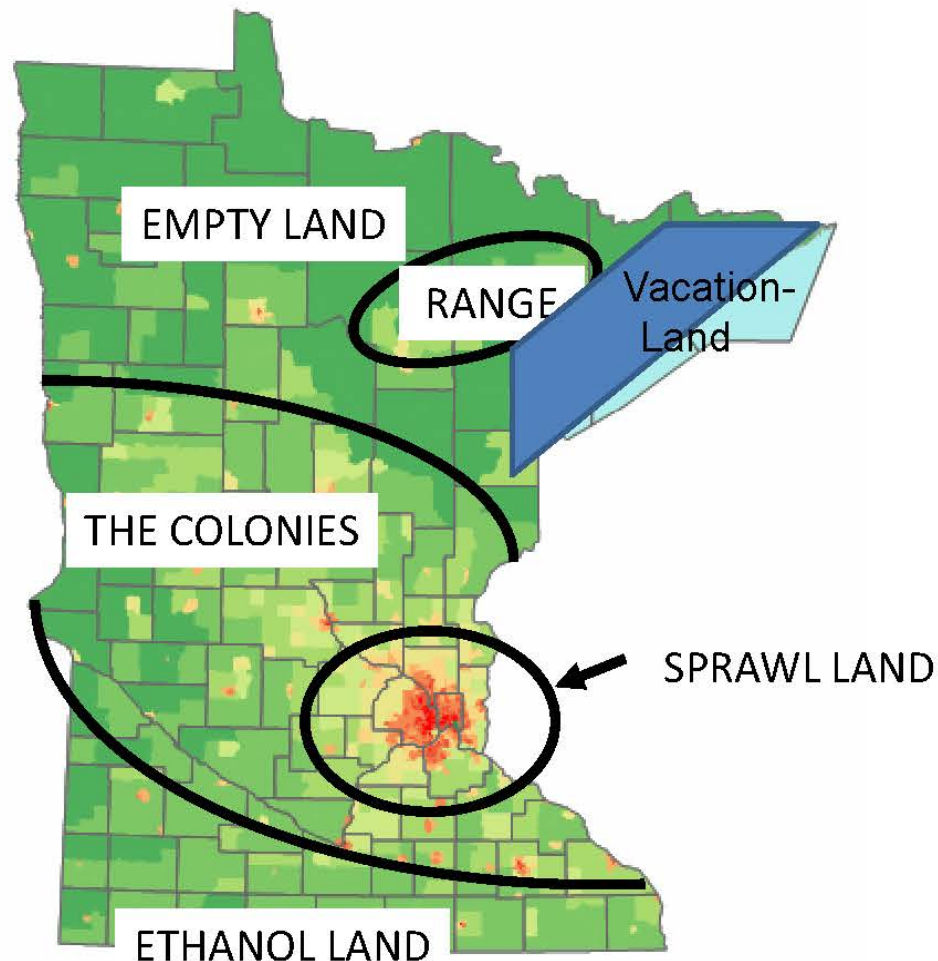 EMPTY LAND
RANGE
Vacation-
Land
THE COLONIES
SPRAWL LAND
ETHANOL LAND